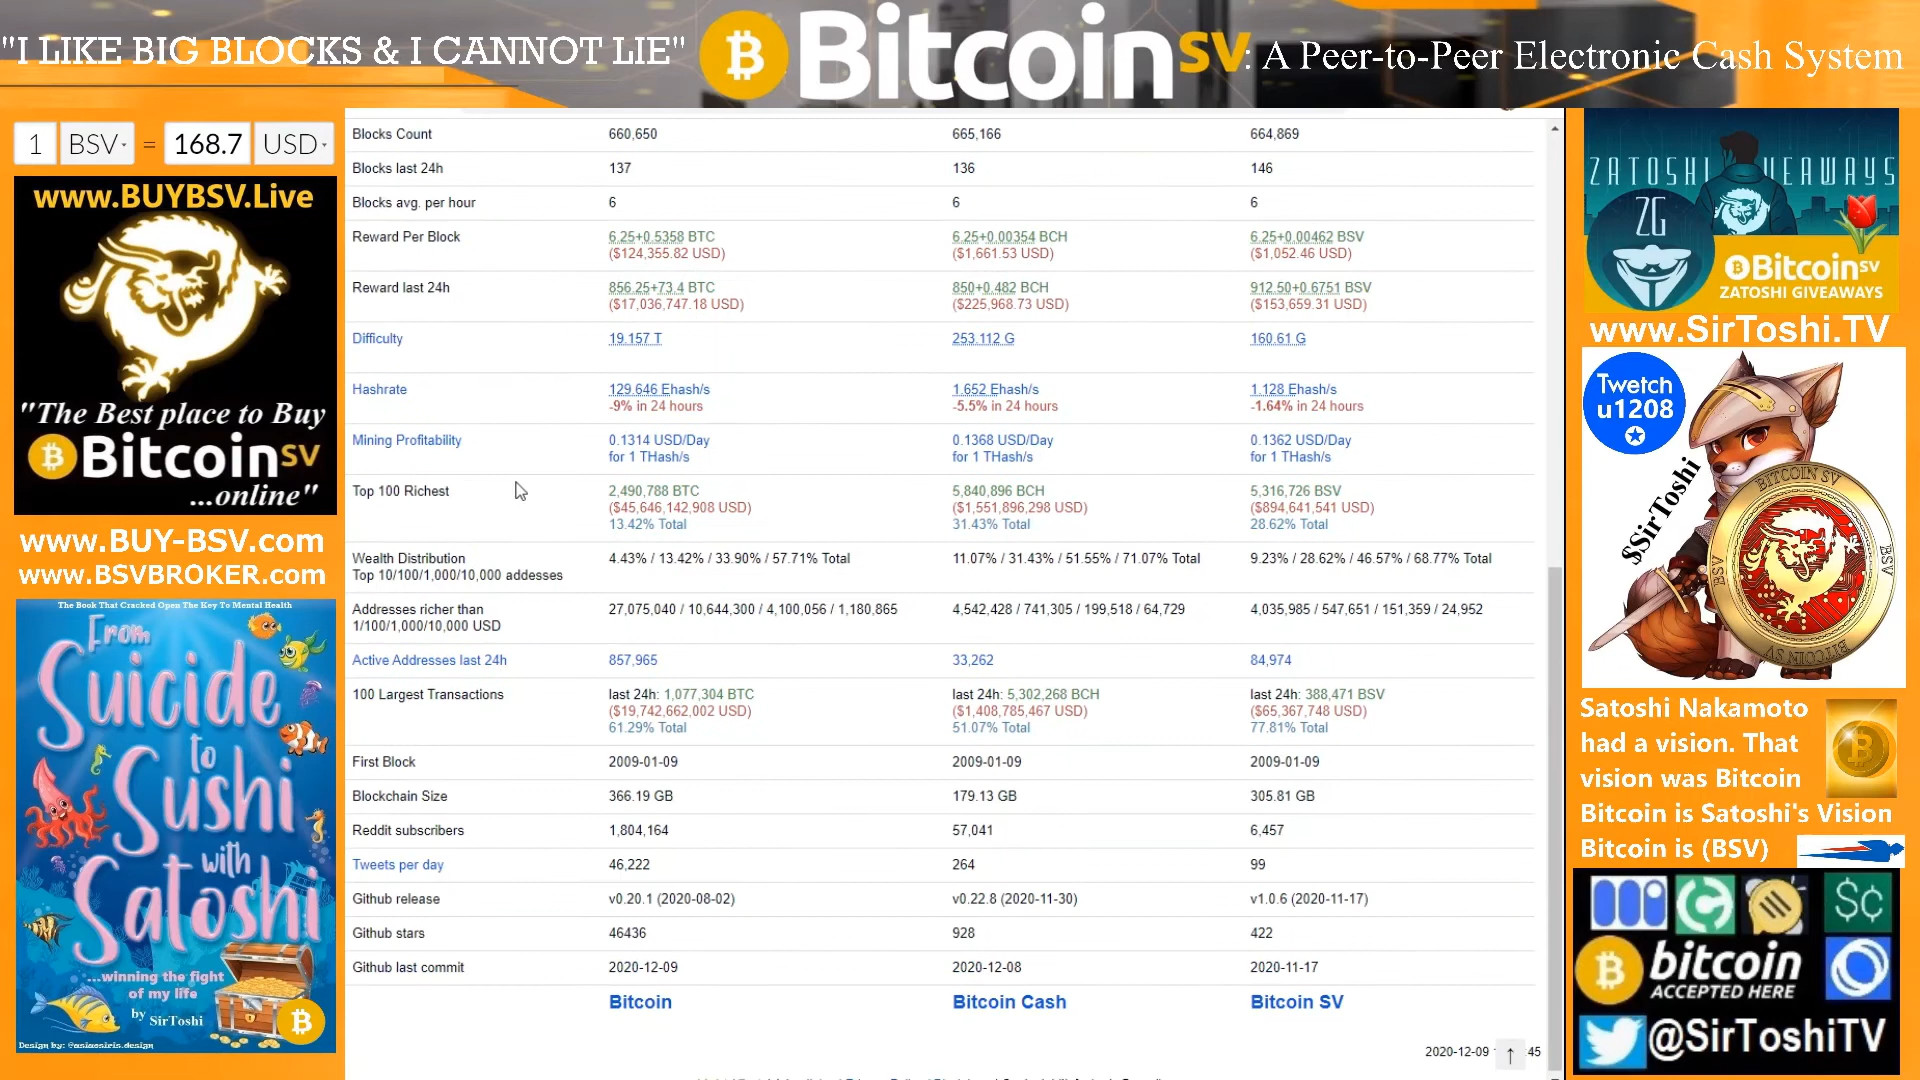 "I LIKE BIG BLOCKS & I CANNOT LIE"
Bitcoin SV : A Peer-to-Peer Electronic Cash System
1 BSV = 168.7 USD
www.BUYBSV.Live
"The Best place to Buy
Bitcoin SV
...online"
www.BUY-BSV.com
www.BSVBROKER.com
The Book That Cracked Open The Key To Mental Health
From
Suicide
to
Sushi
with
Satoshi
...winning the fight
of my life
by SirToshi
Design by: @asiaosiris.design
Blocks Count 660,650 665,166 664,869
Blocks last 24h 137 136 146
Blocks avg. per hour 6 6 6
Reward Per Block 6.25+0.5358 BTC 6.25+0.00354 BCH 6.25+0.00462 BSV
($124,355.82 USD) ($1,661.53 USD) ($1,052.46 USD)
Reward last 24h 856.25+73.4 BTC 850+0.482 BCH 912.50+0.6751 BSV
($17,036,747.18 USD) ($225,968.73 USD) ($153,659.31 USD)
Difficulty 19.157 T 253.112 G 160.61 G
Hashrate 129.646 Ehash/s 1.652 Ehash/s 1.128 Ehash/s
-9% in 24 hours -5.5% in 24 hours -1.64% in 24 hours
Mining Profitability 0.1314 USD/Day 0.1368 USD/Day 0.1362 USD/Day
for 1 THash/s for 1 THash/s for 1 THash/s
Top 100 Richest 2,490,788 BTC 5,840,896 BCH 5,316,726 BSV
($45,646,142,908 USD) ($1,551,896,298 USD) ($894,641,541 USD)
13.42% Total 31.43% Total 28.62% Total
Wealth Distribution 4.43% / 13.42% / 33.90% / 57.71% Total 11.07% / 31.43% / 51.55% / 71.07% Total 9.23% / 28.62% / 46.57% / 68.77% Total
Top 10/100/1,000/10,000 addesses
Addresses richer than 27,075,040 / 10,644,300 / 4,100,056 / 1,180,865 4,542,428 / 741,305 / 199,518 / 64,729 4,035,985 / 547,651 / 151,359 / 24,952
1/100/1,000/10,000 USD
Active Addresses last 24h 857,965 33,262 84,974
100 Largest Transactions last 24h: 1,077,304 BTC last 24h: 5,302,268 BCH last 24h: 388,471 BSV
($19,742,662,002 USD) ($1,408,785,467 USD) ($65,367,748 USD)
61.29% Total 51.07% Total 77.81% Total
First Block 2009-01-09 2009-01-09 2009-01-09
Blockchain Size 366.19 GB 179.13 GB 305.81 GB
Reddit subscribers 1,804,164 57,041 6,457
Tweets per day 46,222 264 99
Github release v0.20.1 (2020-08-02) v0.22.8 (2020-11-30) v1.0.6 (2020-11-17)
Github stars 46436 928 422
Github last commit 2020-12-09 2020-12-08 2020-11-17
Bitcoin Bitcoin Cash Bitcoin SV
2020-12-09 :45
ZATOSHI
ZG
Bitcoin SV
ZATOSHI GIVEAWAYS
www.SirToshi.TV
Twetch
u1208
$SirToshi
BITCOIN SV
BSV
BSV
BITCOIN SV
Satoshi Nakamoto
had a vision. That
vision was Bitcoin
Bitcoin is Satoshi's Vision
Bitcoin is (BSV)
bitcoin
ACCEPTED HERE
@SirToshiTV